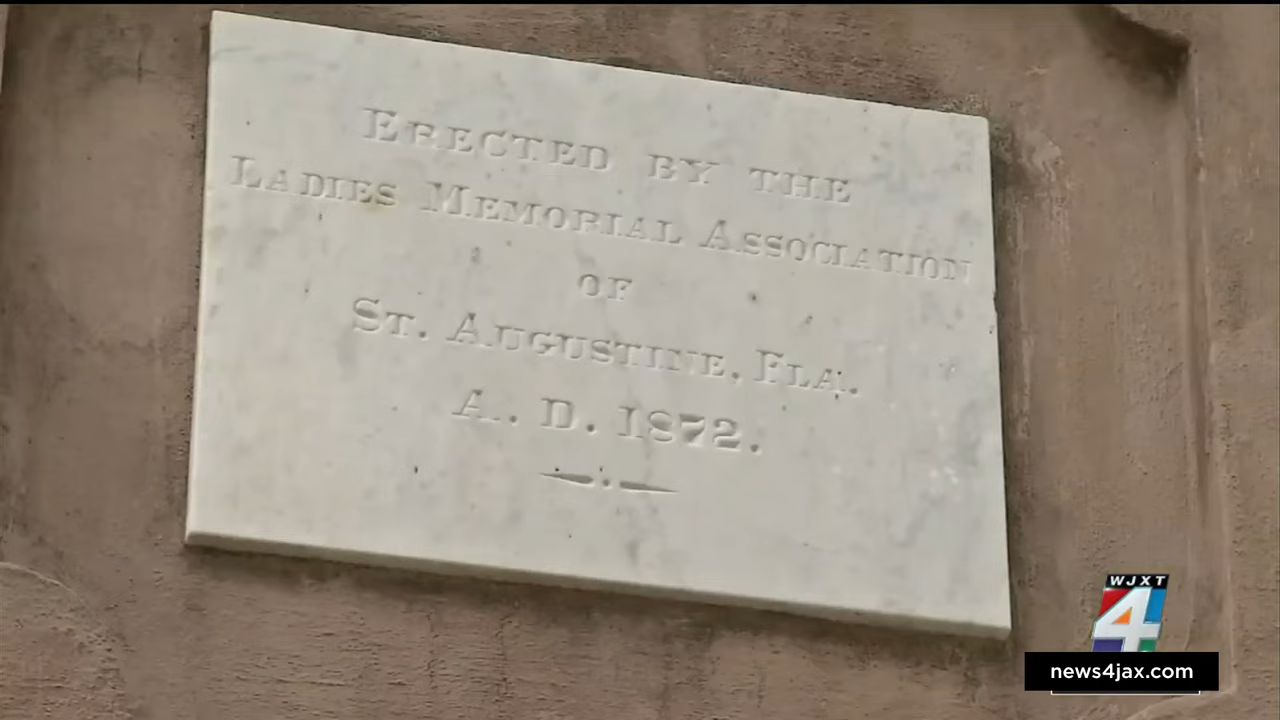 ERECTED BY THE
LADIES MEMORIAL ASSOCIATION
OF
ST. AUGUSTINE, FLA.
A. D. 1872.
WJXT
4
news4jax.com